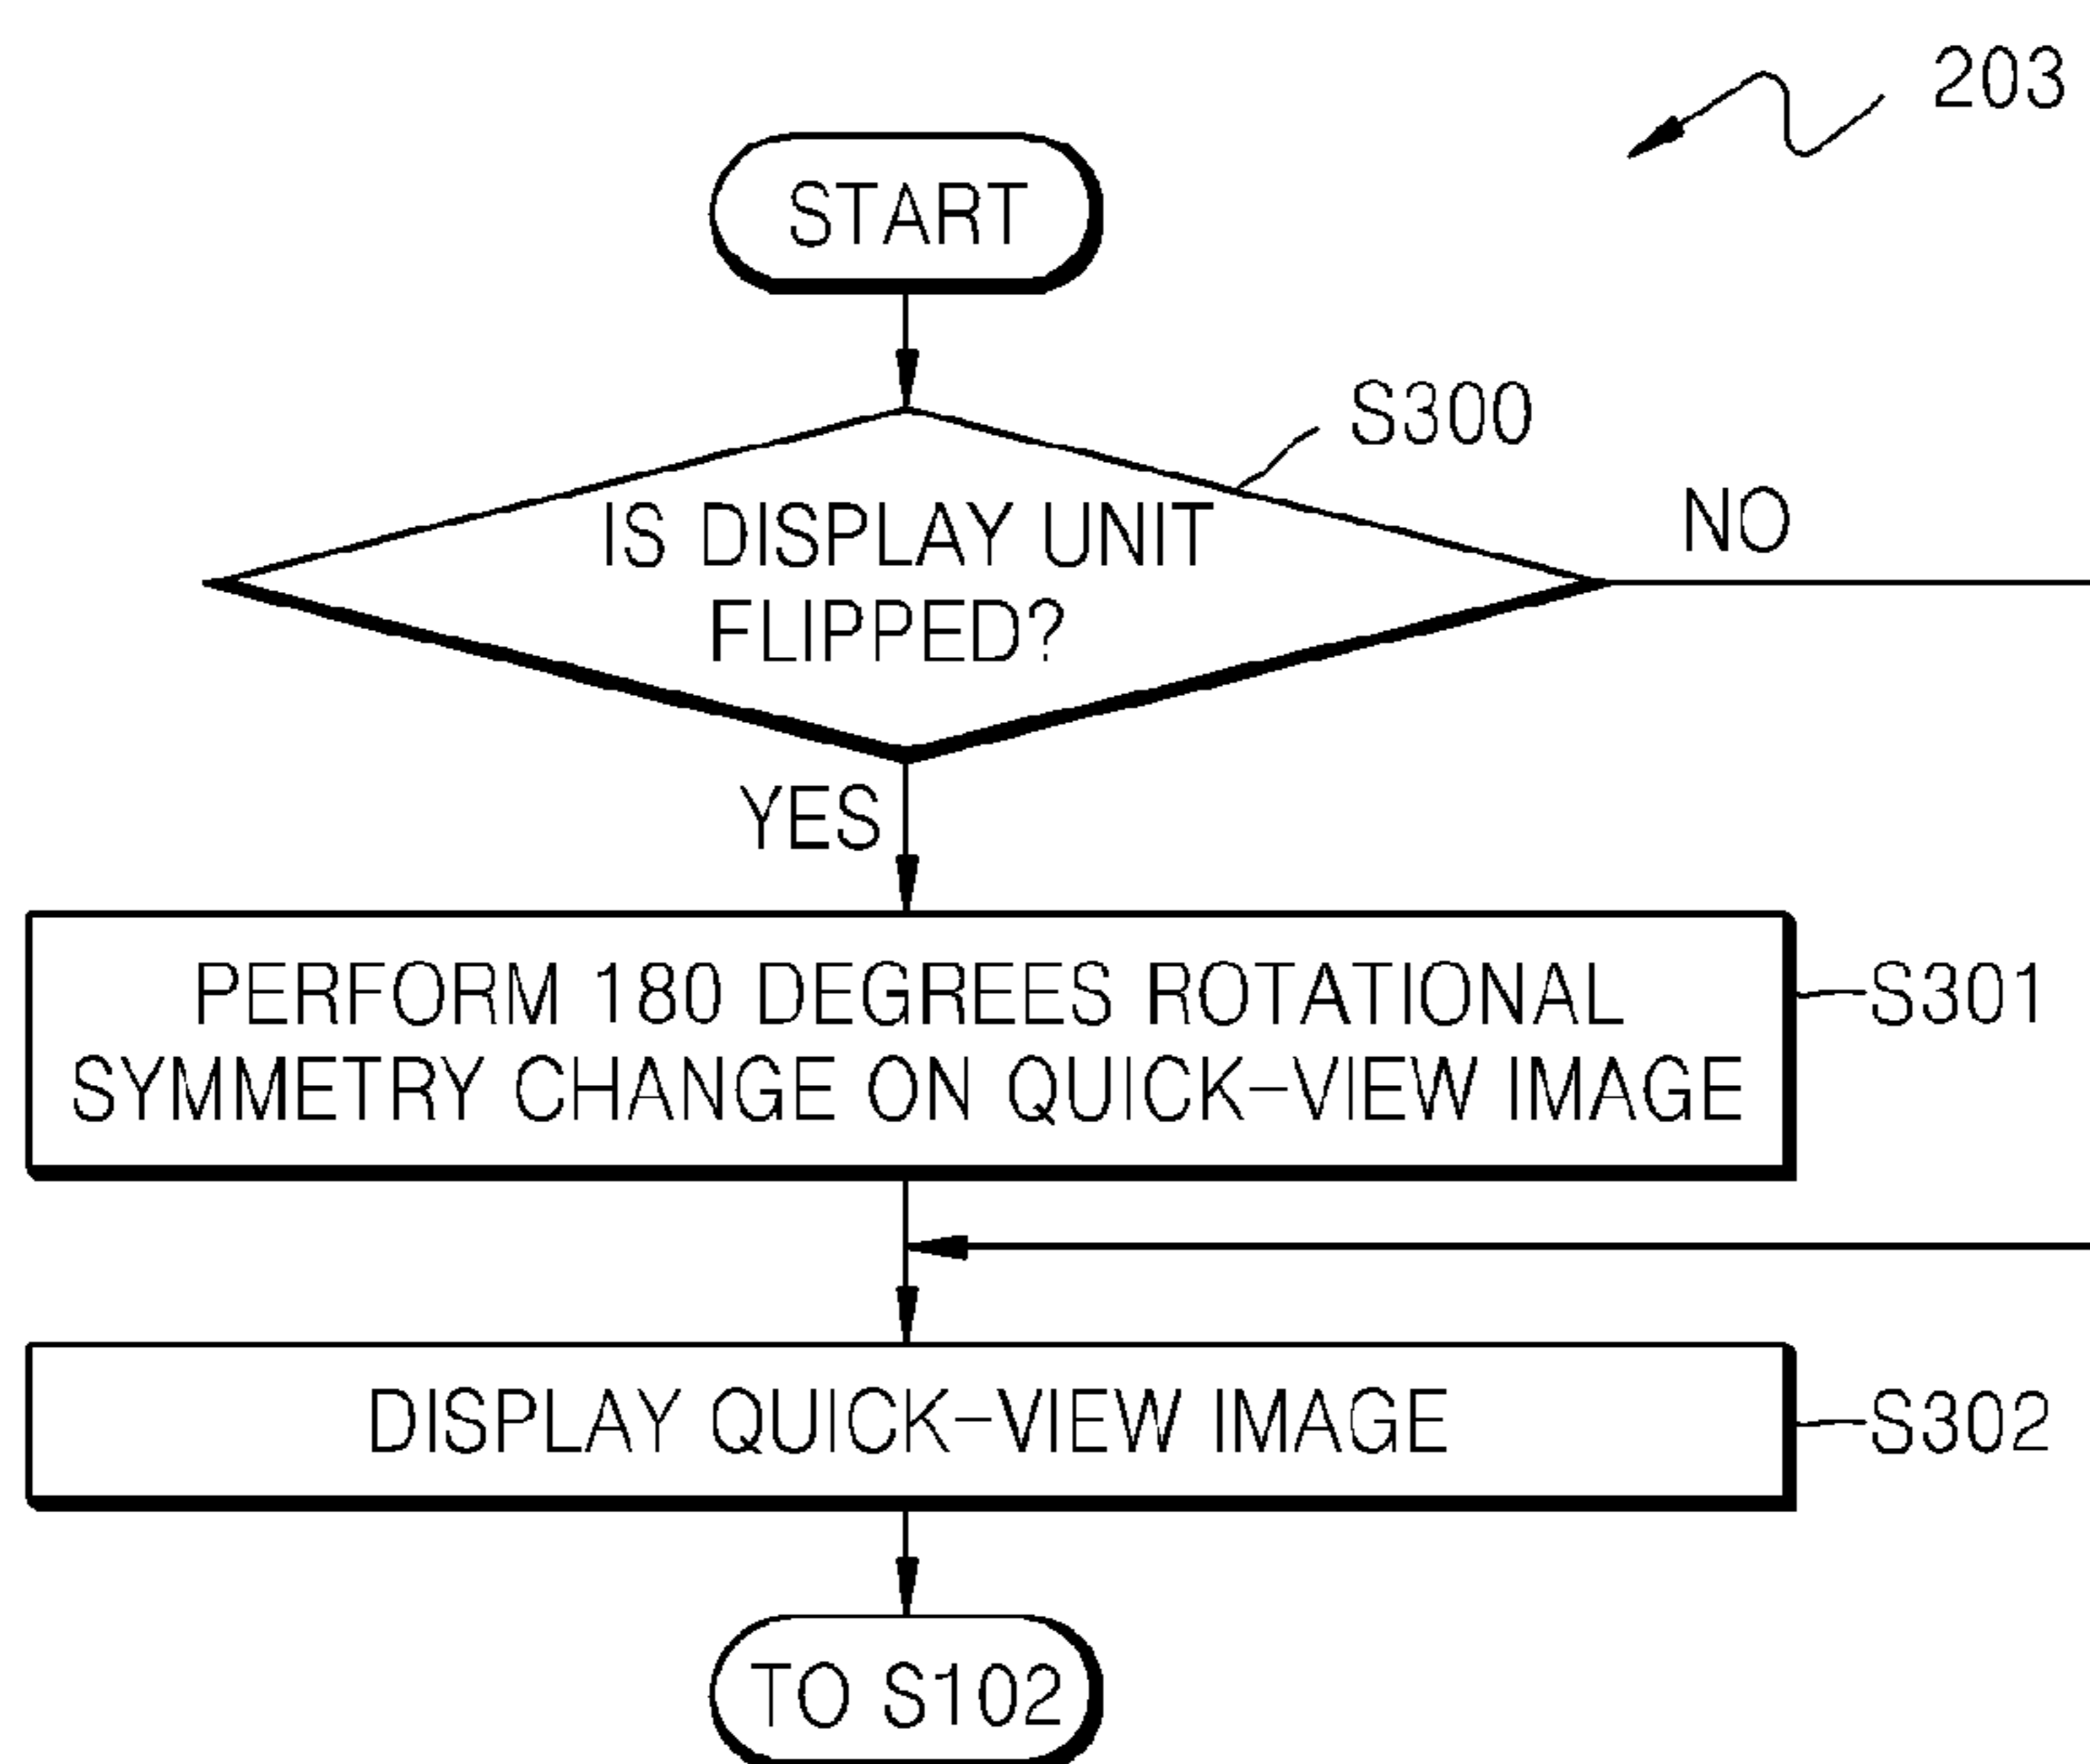 203
START
S300
IS DISPLAY UNIT
FLIPPED?
NO
YES
PERFORM 180 DEGREES ROTATIONAL
SYMMETRY CHANGE ON QUICK-VIEW IMAGE
S301
DISPLAY QUICK-VIEW IMAGE
S302
TO S102